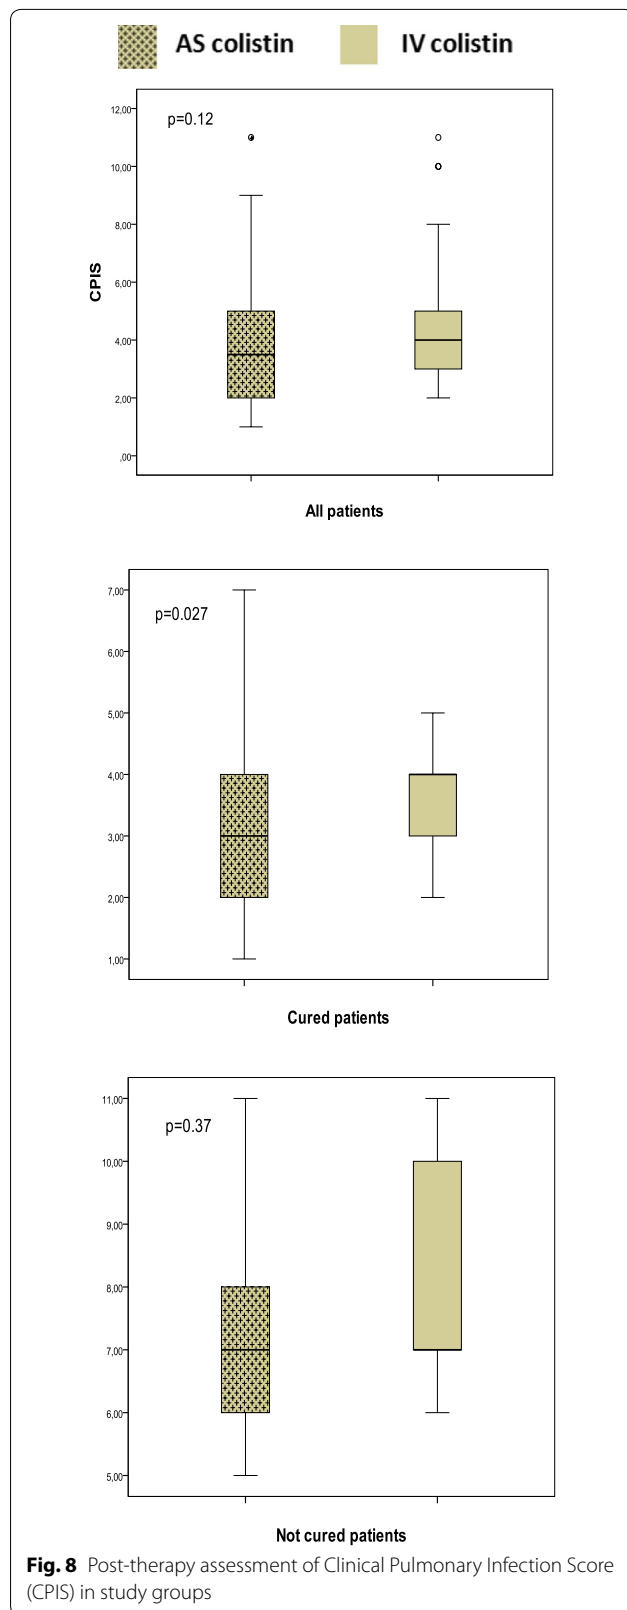 AS colistin IV colistin
12,00
p=0.12
10,00
8,00
6,00
CPIS
4,00
2,00
,00
All patients
7,00
p=0.027
6,00
5,00
4,00
3,00
2,00
1,00
Cured patients
11,00
p=0.37
10,00
9,00
8,00
7,00
6,00
5,00
Not cured patients
Fig. 8 Post-therapy assessment of Clinical Pulmonary Infection Score
(CPIS) in study groups